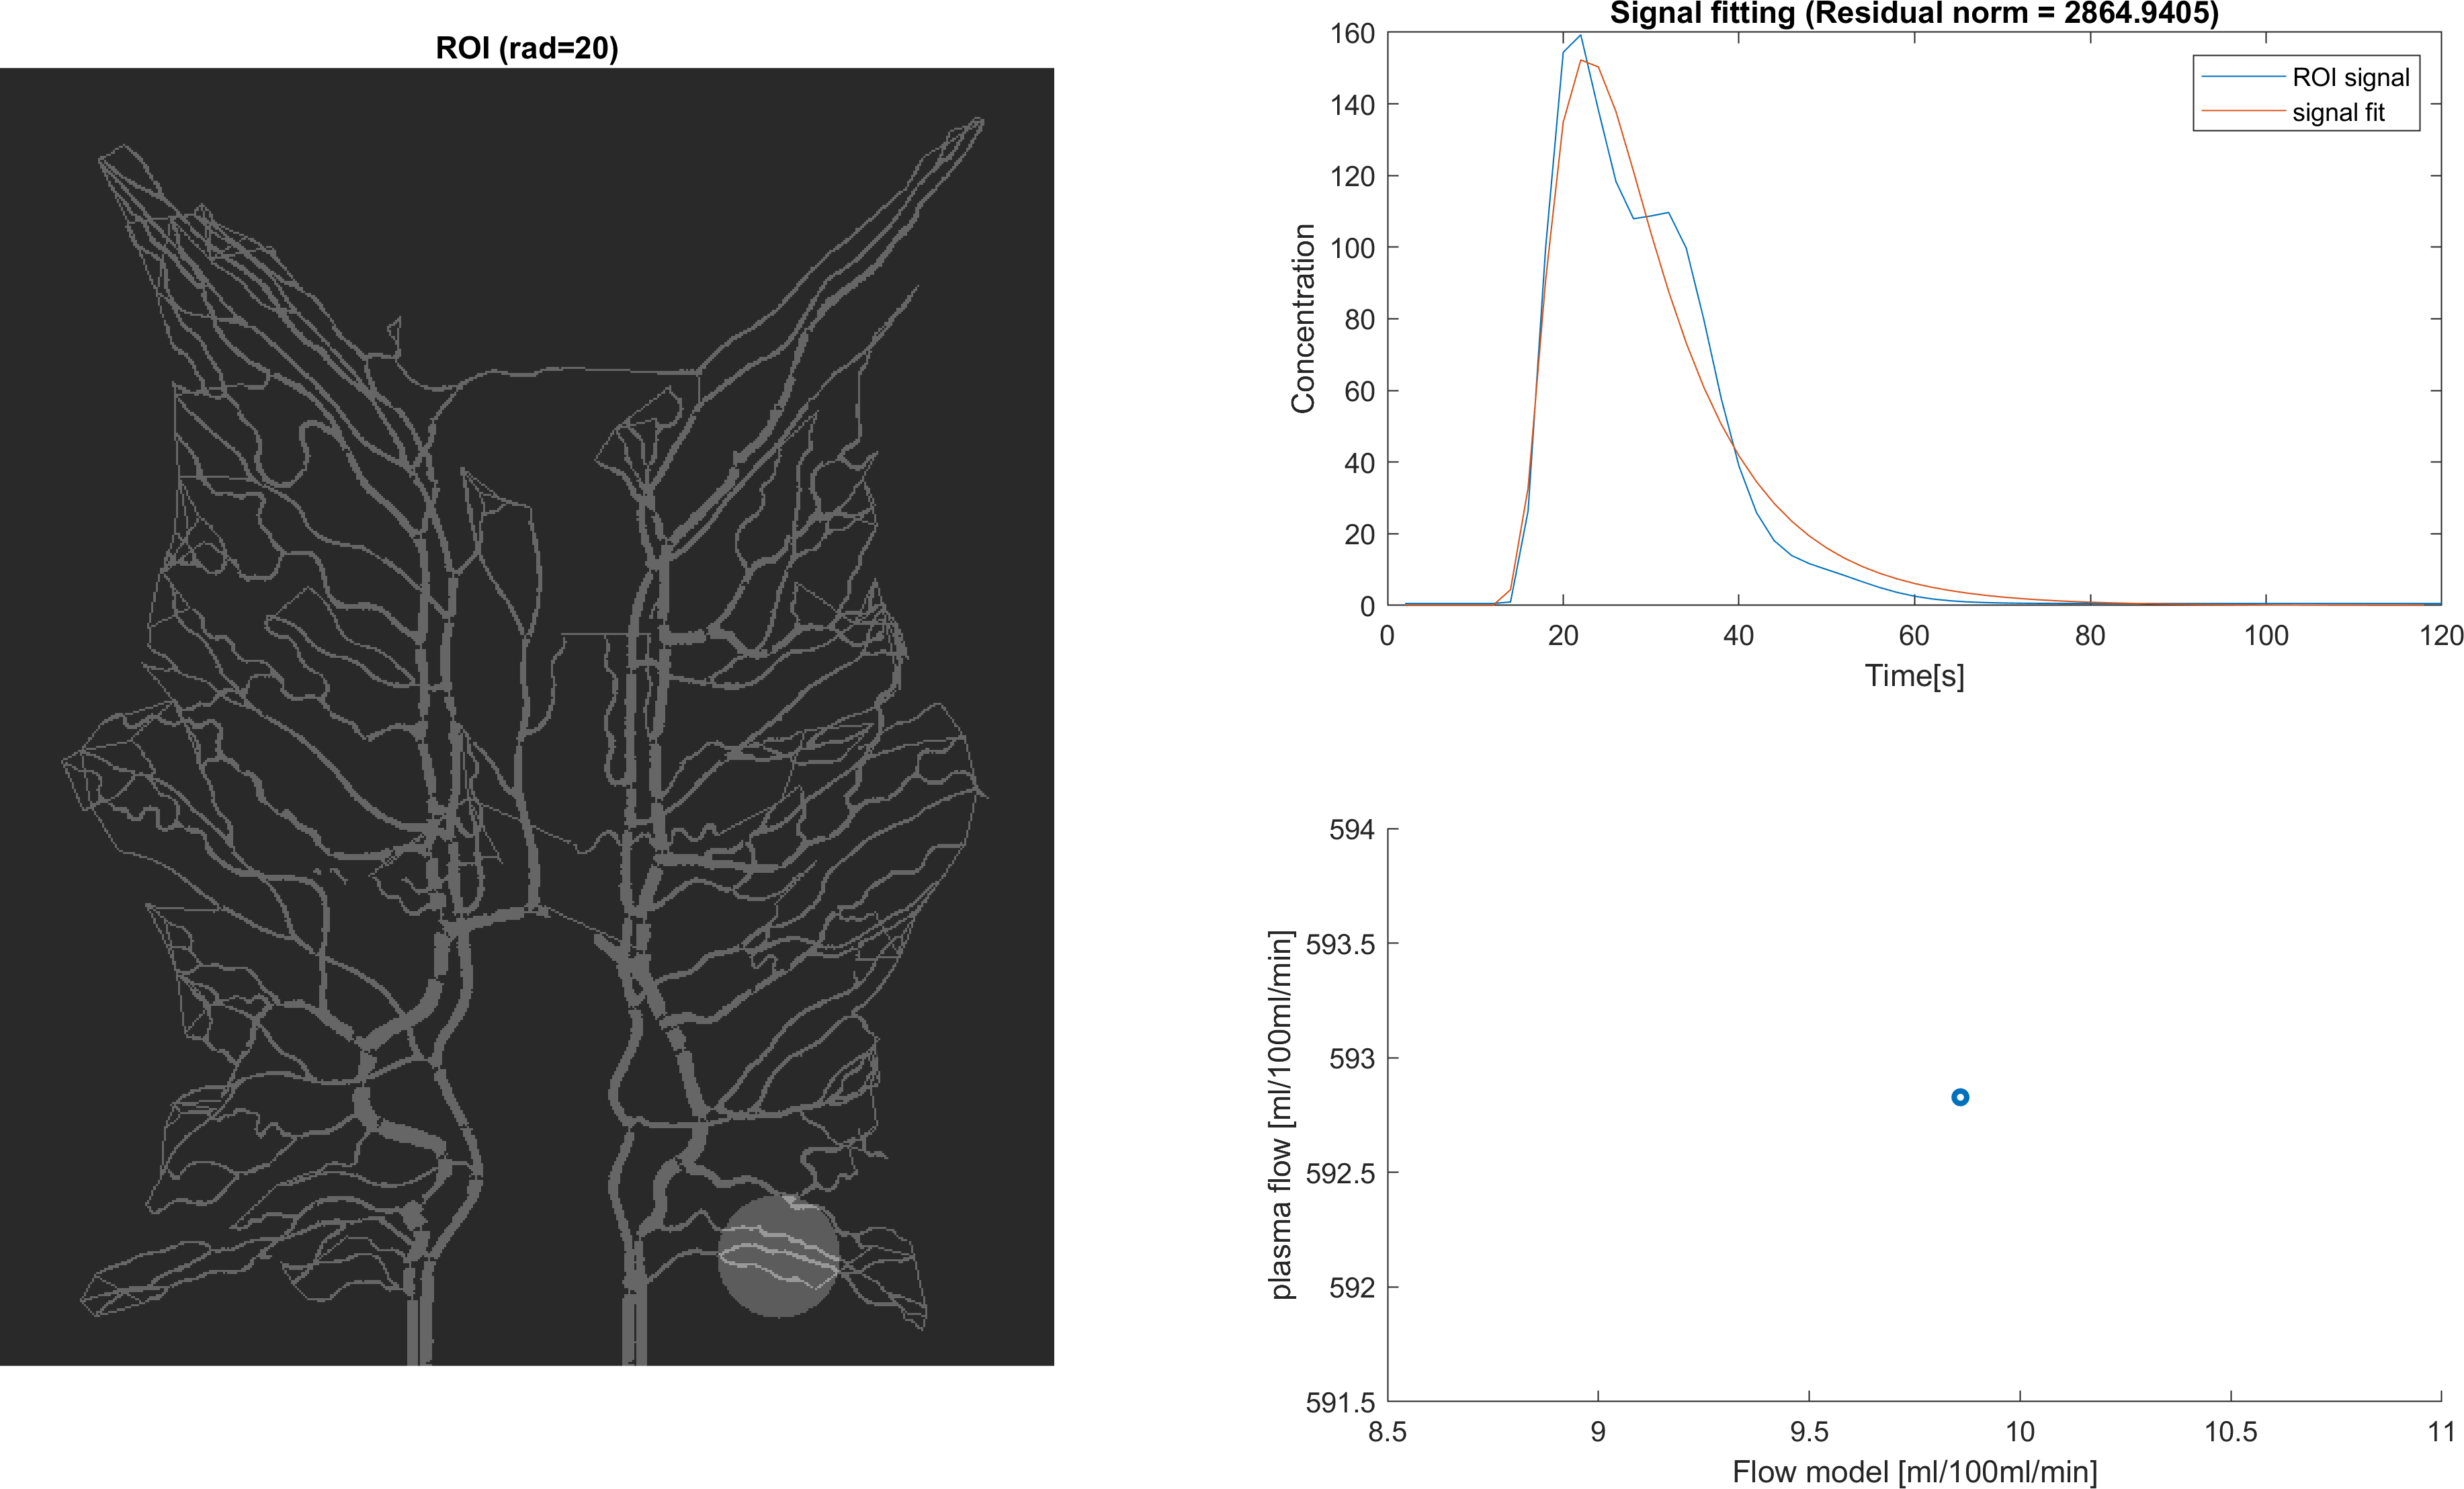 ROI (rad=20)
Signal fitting (Residual norm = 2864.9405)
160
140
120
100
80
60
40
20
0
Concentration
ROI signal
signal fit
0 20 40 60 80 100 120
Time[s]
594
593.5
593
592.5
592
591.5
plasma flow [ml/100ml/min]
8.5 9 9.5 10 10.5 11
Flow model [ml/100ml/min]